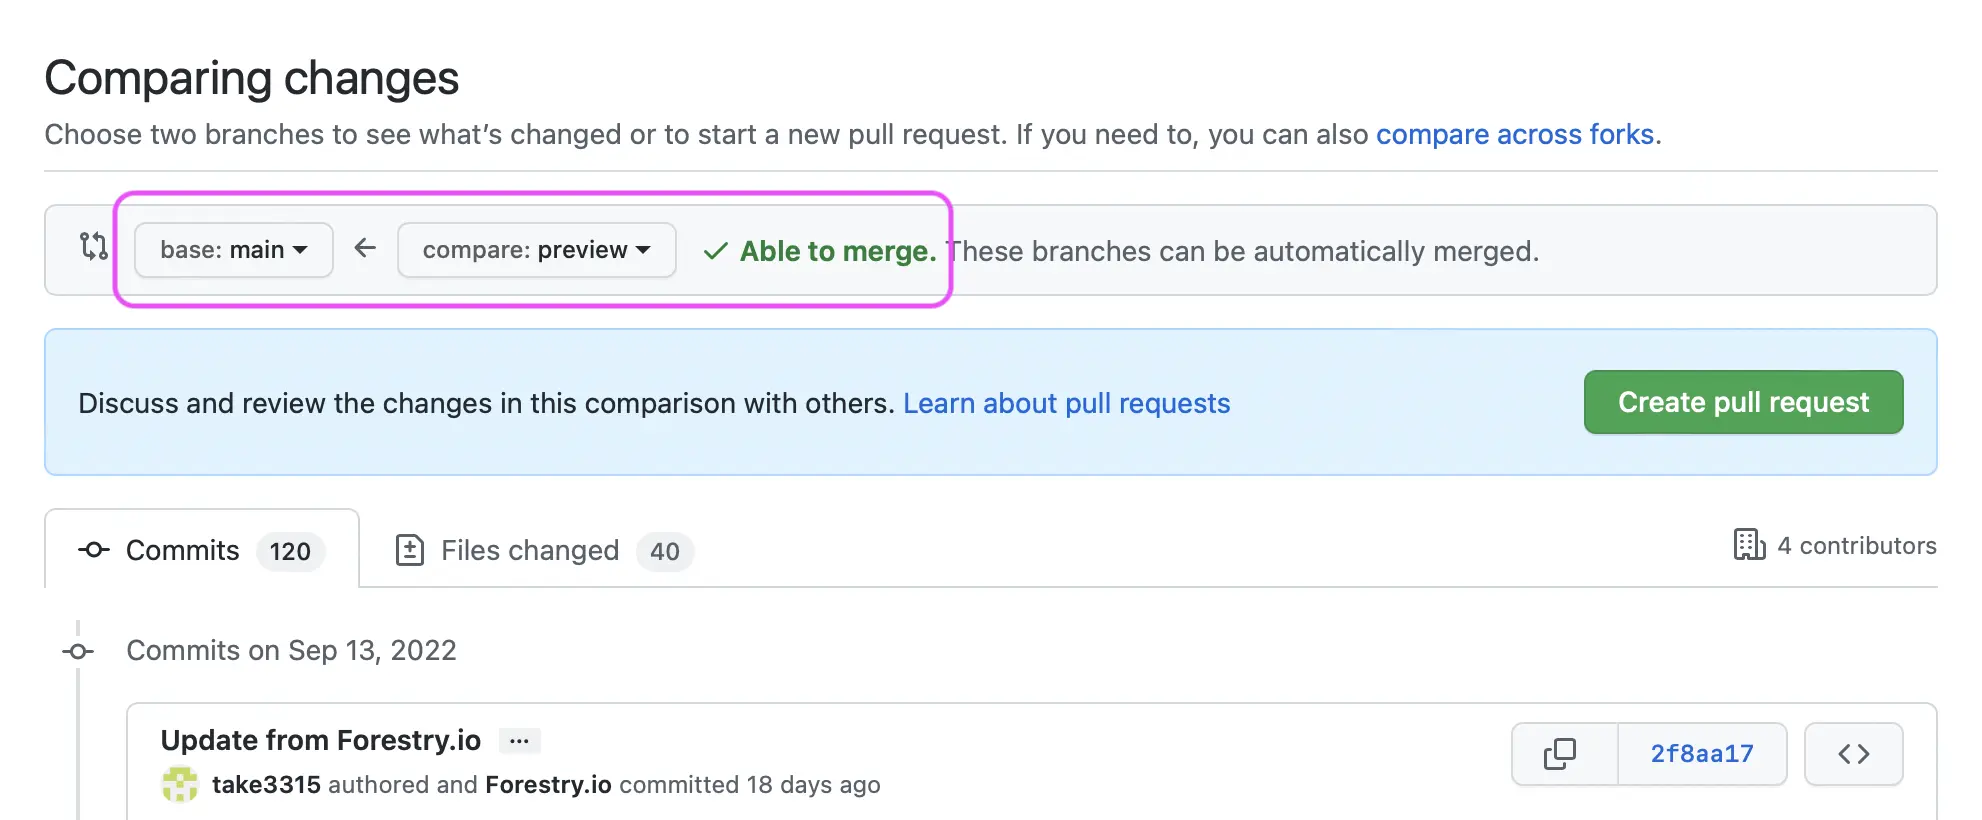 Comparing changes
Choose two branches to see what’s changed or to start a new pull request. If you need to, you can also compare across forks.
base: main compare: preview Able to merge. These branches can be automatically merged.
Discuss and review the changes in this comparison with others. Learn about pull requests Create pull request
Commits 120 Files changed 40 4 contributors
Commits on Sep 13, 2022
Update from Forestry.io ...
2f8aa17
take3315 authored and Forestry.io committed 18 days ago